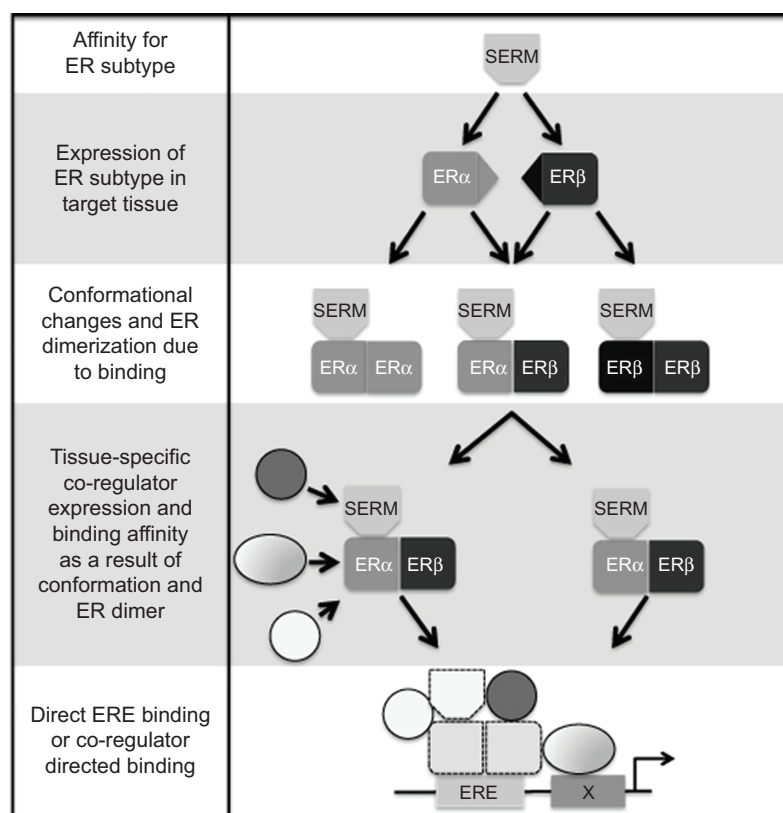 Affinity for
ER subtype
SERM
Expression of
ER subtype in
target tissue
ERα
ERβ
Conformational
changes and ER
dimerization due
to binding
SERM
SERM
SERM
ERα ERα
ERα ERβ
ERβ ERβ
Tissue-specific
co-regulator
expression and
binding affinity
as a result of
conformation and
ER dimer
SERM
SERM
ERα ERβ
ERα ERβ
Direct ERE binding
or co-regulator
directed binding
ERE
X